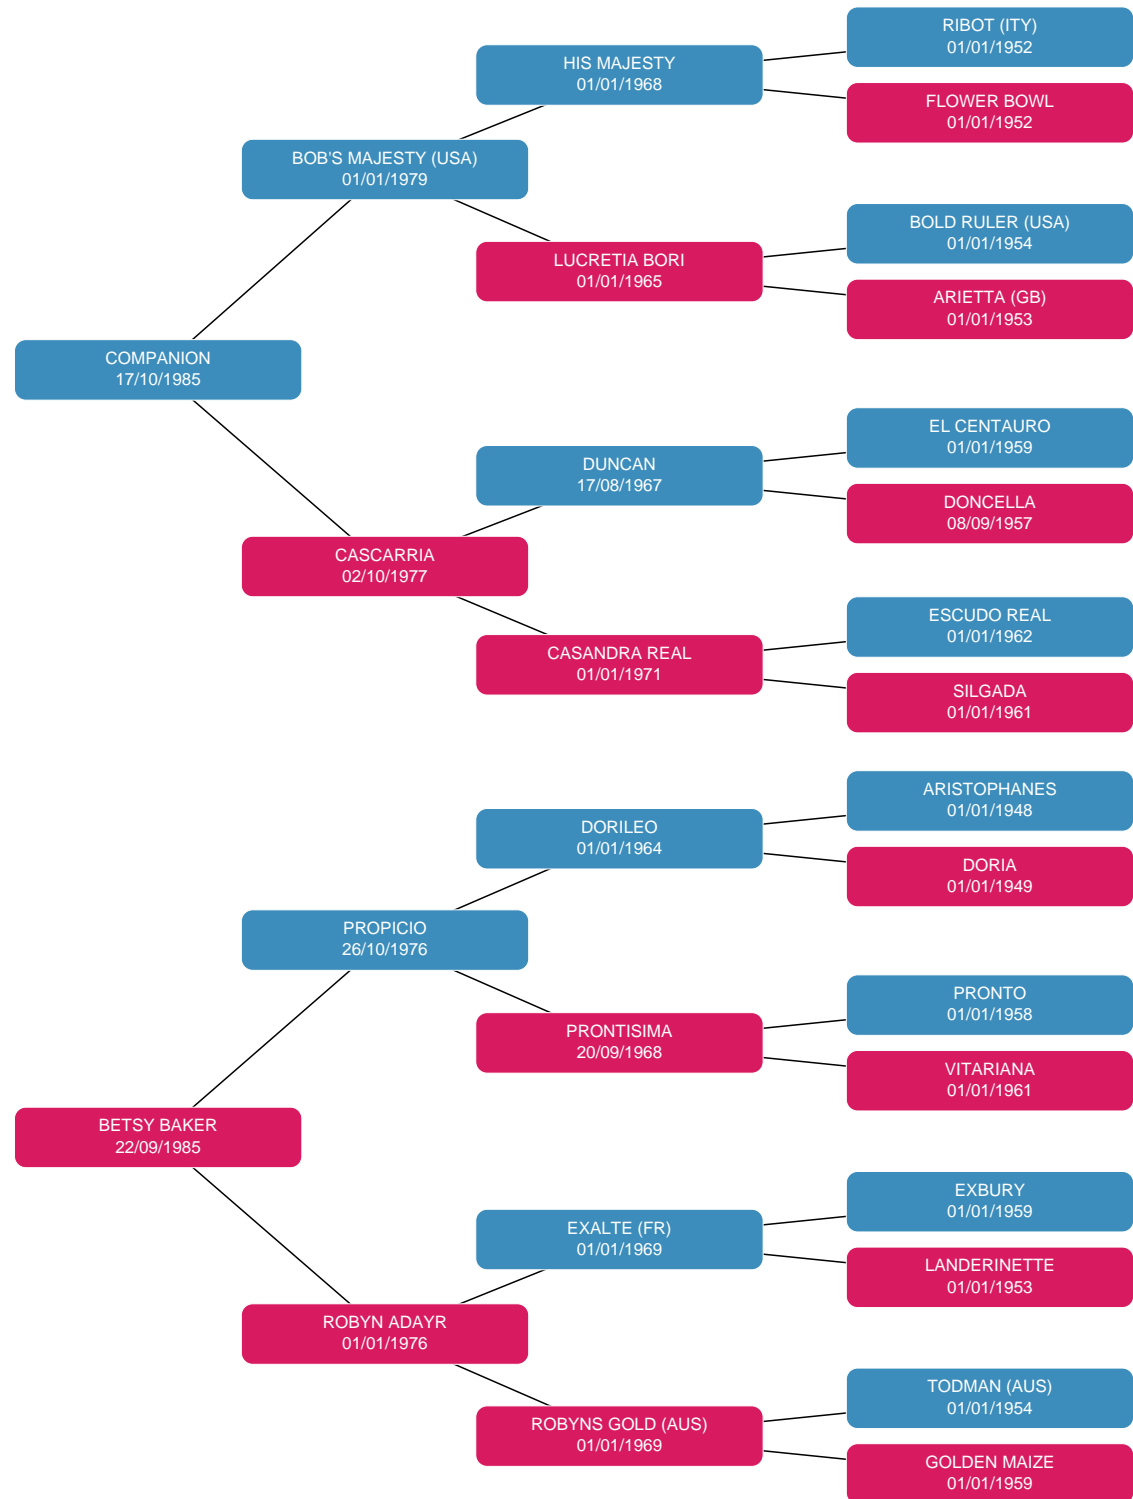 RIBOT (ITY)
01/01/1952
HIS MAJESTY
01/01/1968
FLOWER BOWL
01/01/1952
BOB'S MAJESTY (USA)
01/01/1979
BOLD RULER (USA)
01/01/1954
LUCRETIA BORI
01/01/1965
ARIETTA (GB)
01/01/1953
COMPANION
17/10/1985
EL CENTAURO
01/01/1959
DUNCAN
17/08/1967
DONCELLA
08/09/1957
CASCARRIA
02/10/1977
ESCUDO REAL
01/01/1962
CASANDRA REAL
01/01/1971
SILGADA
01/01/1961
ARISTOPHANES
01/01/1948
DORILEO
01/01/1964
DORIA
01/01/1949
PROPICIO
26/10/1976
PRONTO
01/01/1958
PRONTISIMA
20/09/1968
VITARIANA
01/01/1961
BETSY BAKER
22/09/1985
EXBURY
01/01/1959
EXALTE (FR)
01/01/1969
LANDERINETTE
01/01/1953
ROBYN ADAYR
01/01/1976
TODMAN (AUS)
01/01/1954
ROBYNS GOLD (AUS)
01/01/1969
GOLDEN MAIZE
01/01/1959